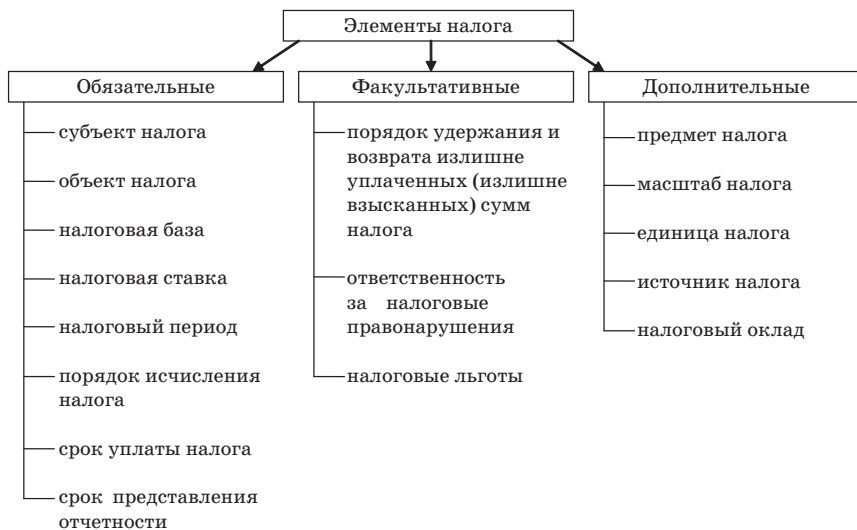 Элементы налога
Обязательные
субъект налога
объект налога
налоговая база
налоговая ставка
налоговый период
порядок исчисления
налога
срок уплаты налога
срок представления
отчетности
Факультативные
порядок удержания и
возврата излишне
уплаченных (излишне
взысканных) сумм
налога
ответственность
за налоговые
правонарушения
налоговые льготы
Дополнительные
предмет налога
масштаб налога
единица налога
источник налога
налоговый оклад